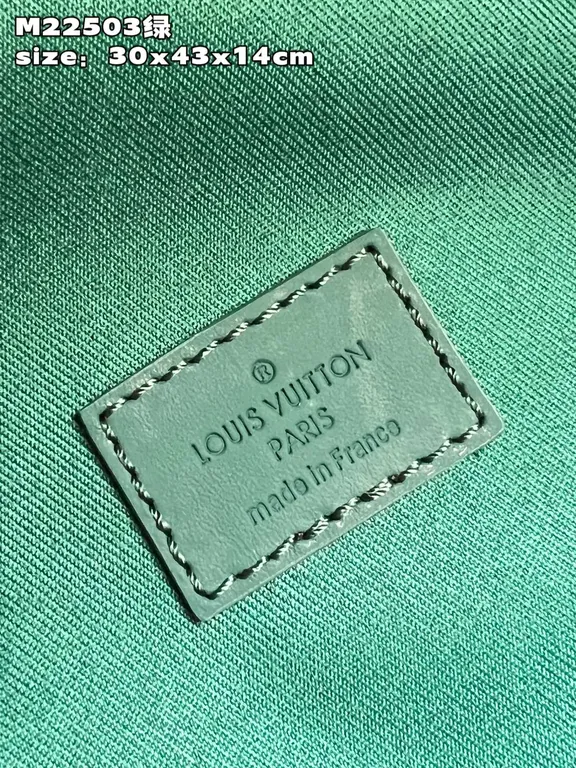 M22503绿
size: 30x43x14cm
®
LOUIS VUITTON
PARIS
made in France